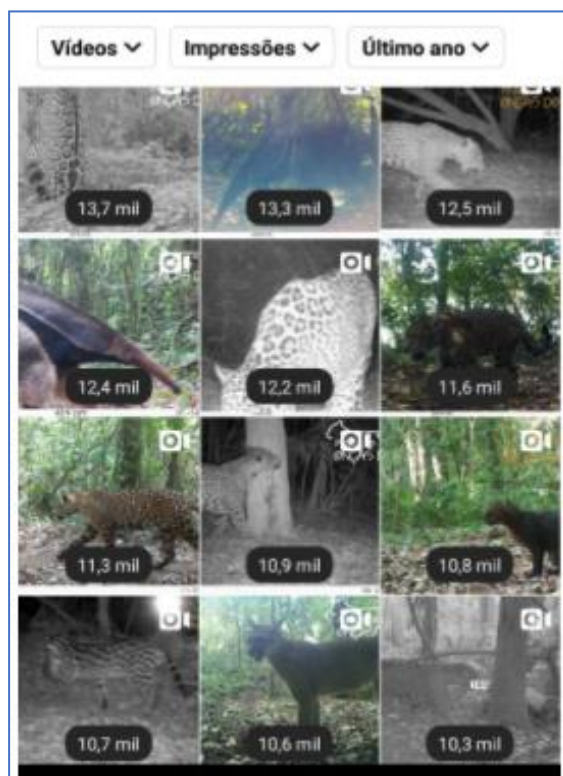 Vídeos Impressões Último ano
13,7 mil 13,3 mil 12,5 mil
12,4 mil 12,2 mil 11,6 mil
11,3 mil 10,9 mil 10,8 mil
10,7 mil 10,6 mil 10,3 mil